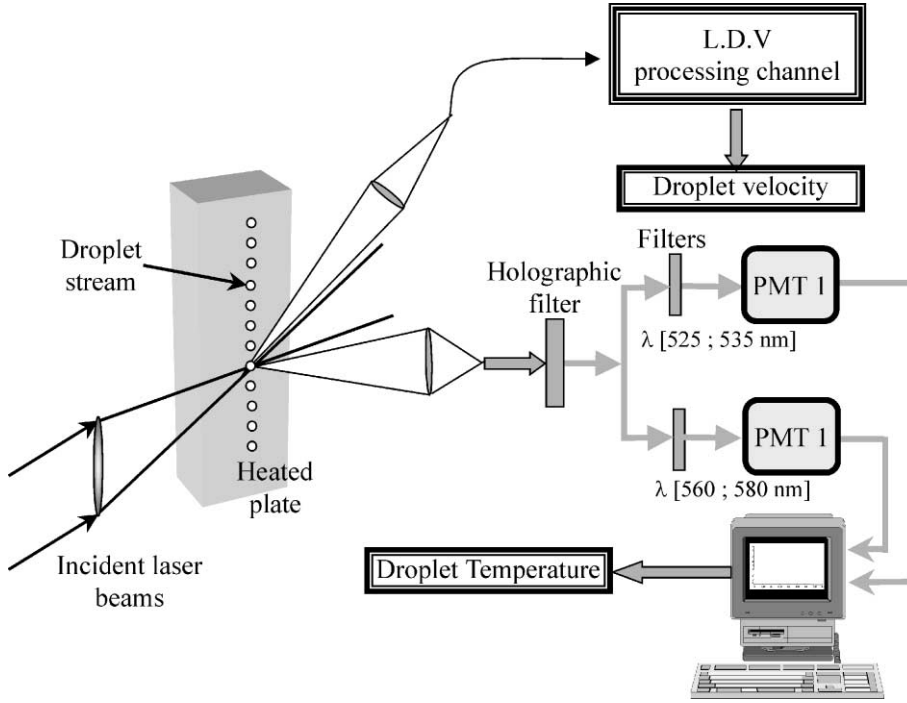 L.D.V
processing channel
Droplet velocity
Droplet
stream
Holographic
filter
Filters
PMT 1
λ [525 ; 535 nm]
PMT 1
λ [560 ; 580 nm]
Heated
plate
Incident laser
beams
Droplet Temperature